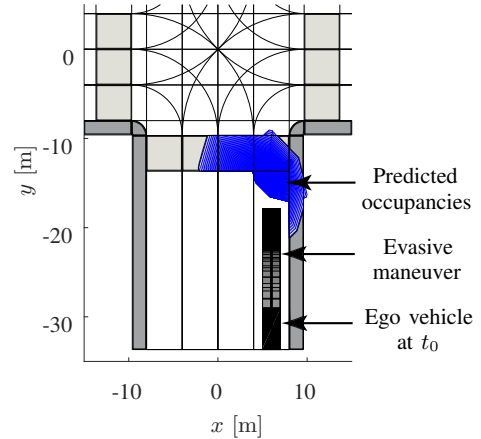 0
-10
Predicted
occupancies
y [m]
-20
Evasive
maneuver
-30
Ego vehicle
at t₀
-10 0 10
x [m]